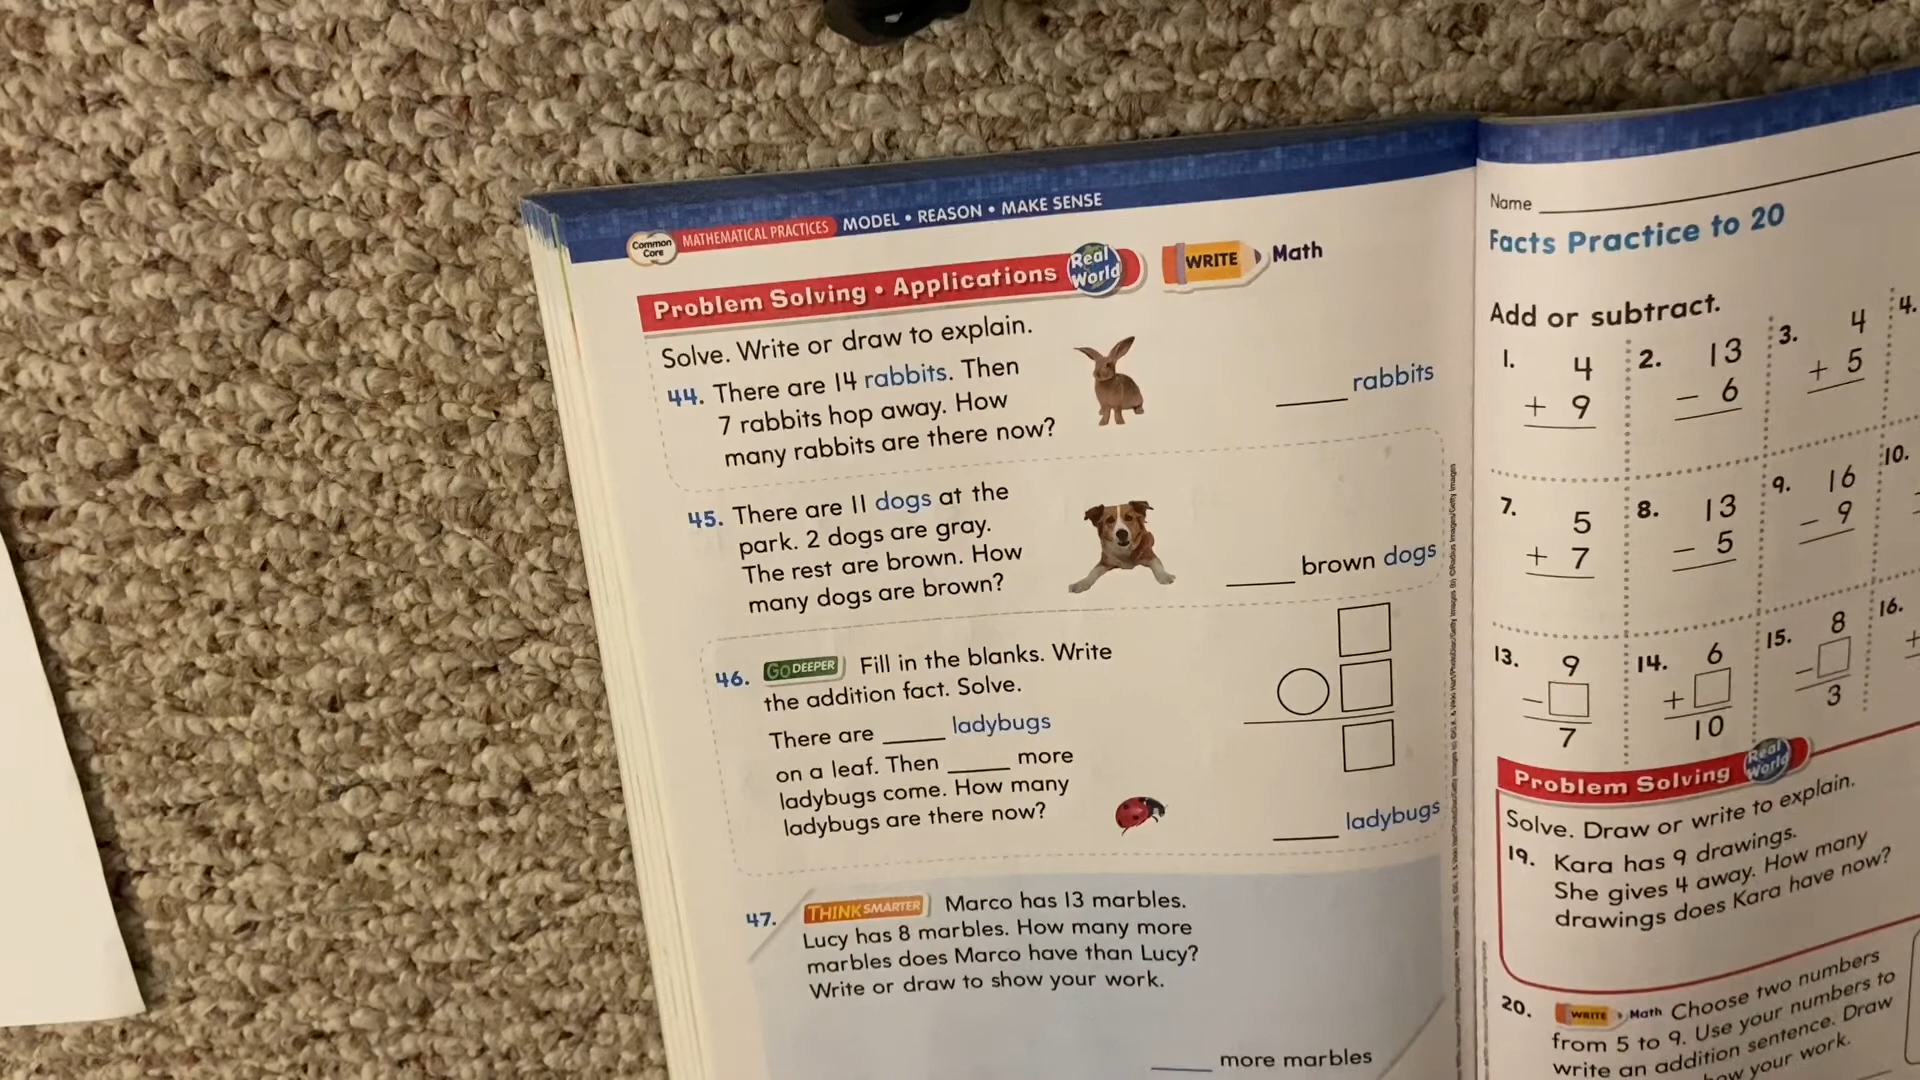 Common Core MATHEMATICAL PRACTICES MODEL • REASON • MAKE SENSE
Problem Solving • Applications Real World WRITE Math
Solve. Write or draw to explain.
44. There are 14 rabbits. Then
7 rabbits hop away. How
many rabbits are there now?
____ rabbits
45. There are 11 dogs at the
park. 2 dogs are gray.
The rest are brown. How
many dogs are brown?
____ brown dogs
46. GO DEEPER Fill in the blanks. Write
the addition fact. Solve.
There are ____ ladybugs
on a leaf. Then ____ more
ladybugs come. How many
ladybugs are there now?
____ ladybugs
47. THINK SMARTER Marco has 13 marbles.
Lucy has 8 marbles. How many more
marbles does Marco have than Lucy?
Write or draw to show your work.
____ more marbles
Name
Facts Practice to 20
Add or subtract.
1. 4
+ 9
2. 13
− 6
3. 4
+ 5
4.
7. 5
+ 7
8. 13
− 5
9. 16
− 9
10.
13. 9
− □
7
14. 6
+ □
10
15. 8
− □
3
16.
+
Problem Solving Real World
Solve. Draw or write to explain.
19. Kara has 9 drawings.
She gives 4 away. How many
drawings does Kara have now?
20. WRITE Math Choose two numbers
from 5 to 9. Use your numbers to
write an addition sentence. Draw
your work.